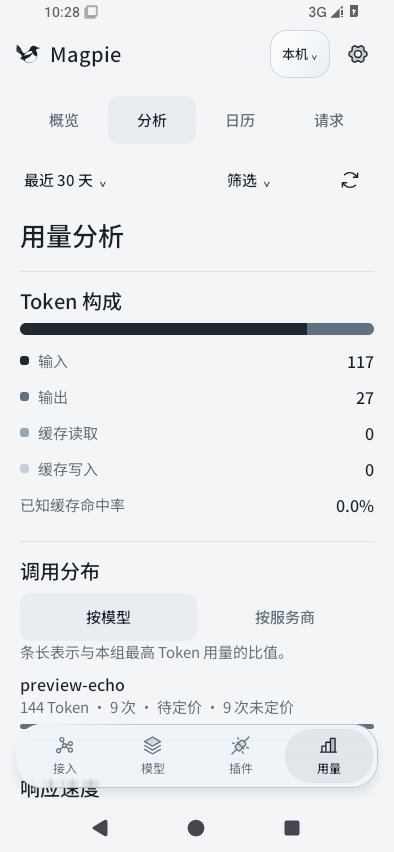 10:28 3G
Magpie 本机
概览 分析 日历 请求
最近 30 天 筛选
用量分析
Token 构成
输入 117
输出 27
缓存读取 0
缓存写入 0
已知缓存命中率 0.0%
调用分布
按模型 按服务商
条长表示与本组最高 Token 用量的比值。
preview-echo
144 Token · 9 次 · 待定价 · 9 次未定价
接入 模型 插件 用量
响应速度